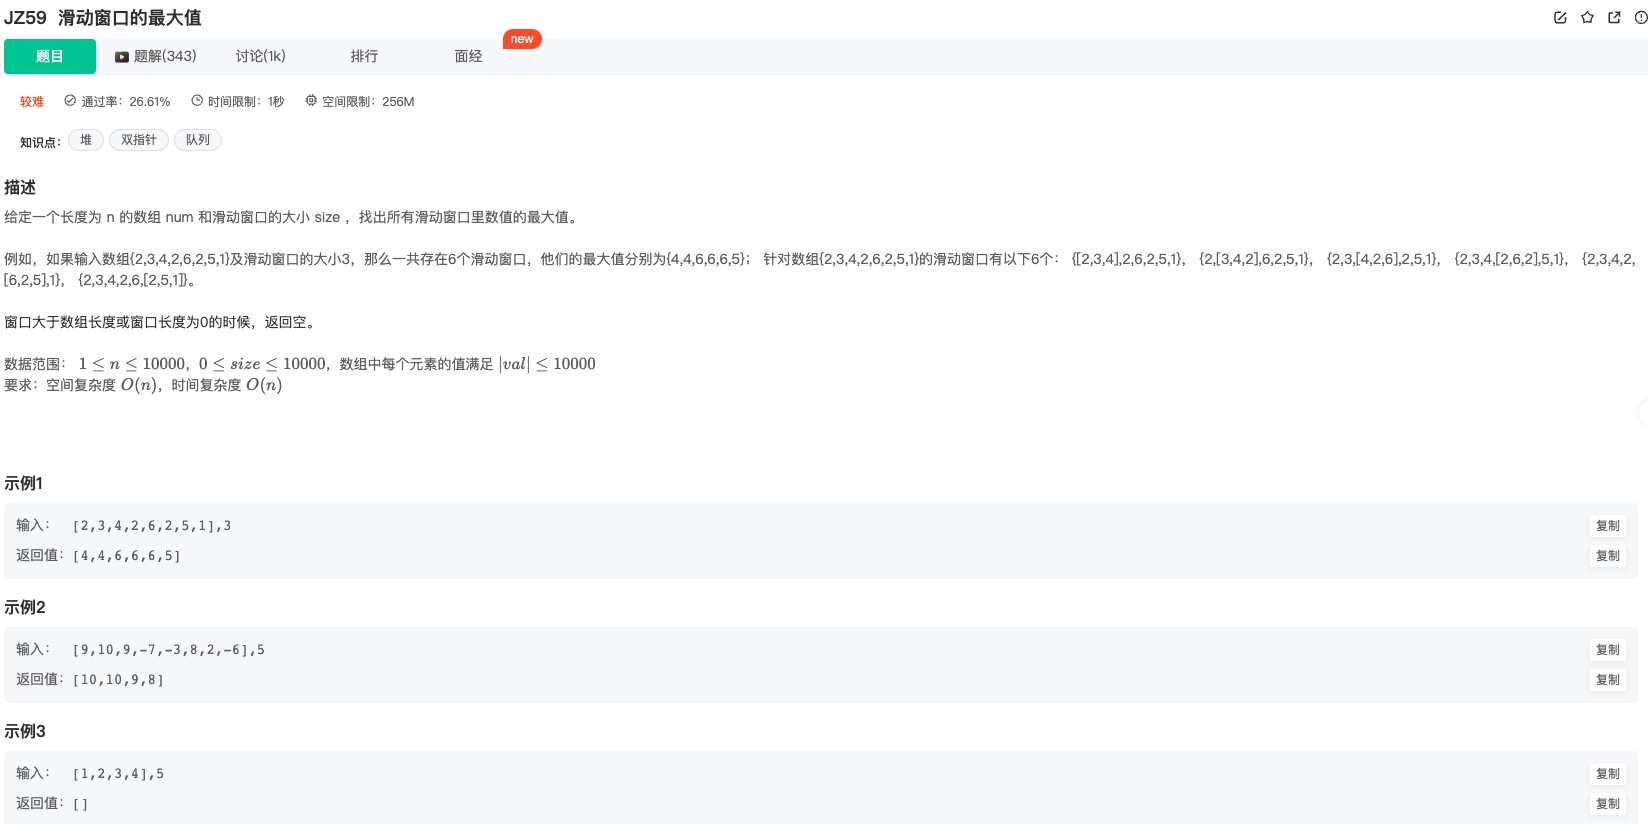 JZ59 滑动窗口的最大值
new
题目 题解(343) 讨论(1k) 排行 面经
较难 通过率：26.61% 时间限制：1秒 空间限制：256M
知识点： 堆 双指针 队列
描述
给定一个长度为 n 的数组 num 和滑动窗口的大小 size ，找出所有滑动窗口里数值的最大值。
例如，如果输入数组{2,3,4,2,6,2,5,1}及滑动窗口的大小3，那么一共存在6个滑动窗口，他们的最大值分别为{4,4,6,6,6,5}； 针对数组{2,3,4,2,6,2,5,1}的滑动窗口有以下6个： {[2,3,4],2,6,2,5,1}， {2,[3,4,2],6,2,5,1}， {2,3,[4,2,6],2,5,1}， {2,3,4,[2,6,2],5,1}， {2,3,4,2,
[6,2,5],1}， {2,3,4,2,6,[2,5,1]}。
窗口大于数组长度或窗口长度为0的时候，返回空。
数据范围： 1 ≤ n ≤ 10000，0 ≤ size ≤ 10000，数组中每个元素的值满足 |val| ≤ 10000
要求：空间复杂度 O(n)，时间复杂度 O(n)
示例1
输入： [2,3,4,2,6,2,5,1],3 复制
返回值： [4,4,6,6,6,5] 复制
示例2
输入： [9,10,9,-7,-3,8,2,-6],5 复制
返回值： [10,10,9,8] 复制
示例3
输入： [1,2,3,4],5 复制
返回值： [] 复制